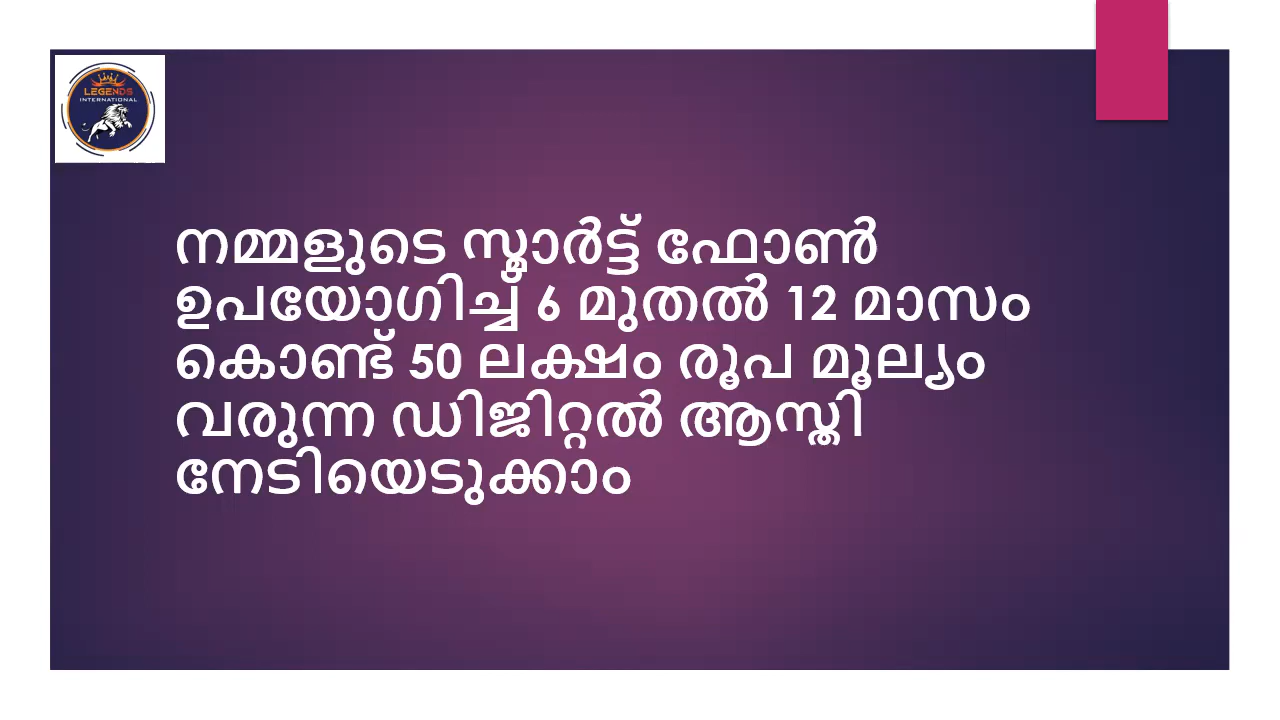 LEGENDS
INTERNATIONAL
നമ്മളുടെ സ്മാർട്ട് ഫോൺ
ഉപയോഗിച്ച് 6 മുതൽ 12 മാസം
കൊണ്ട് 50 ലക്ഷം രൂപ മൂല്യം
വരുന്ന ഡിജിറ്റൽ ആസ്തി
നേടിയെടുക്കാം